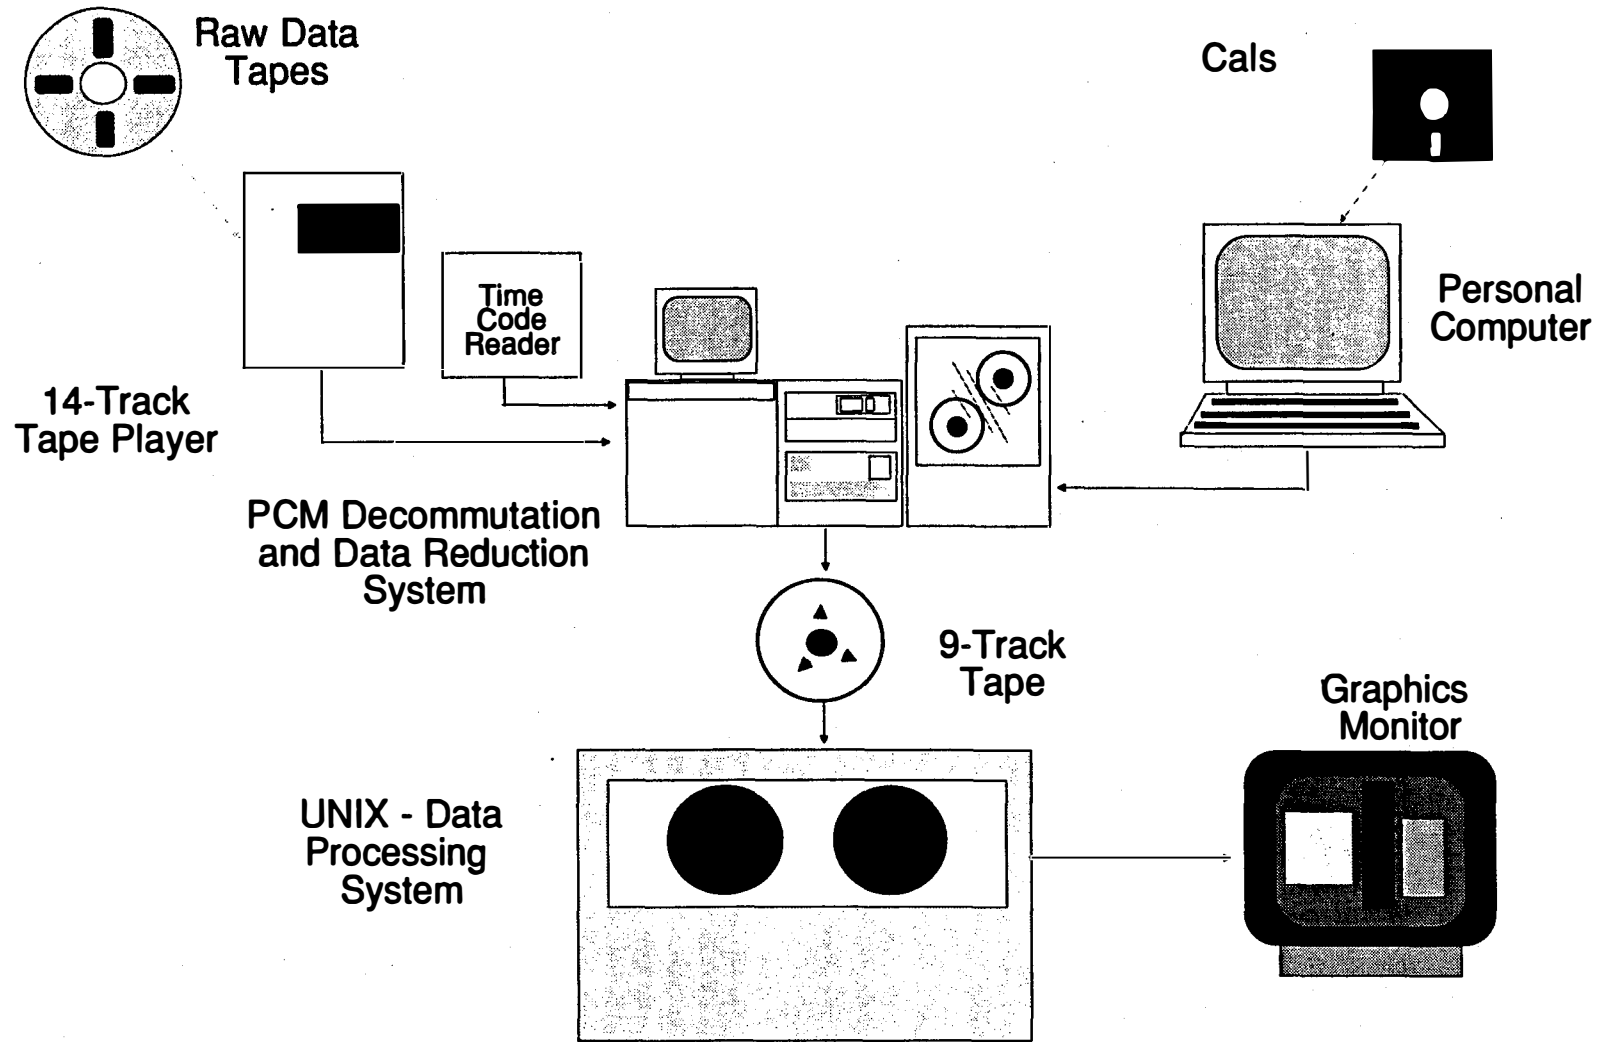 Raw Data
Tapes
Cals
Time
Code
Reader
Personal
Computer
14-Track
Tape Player
PCM Decommutation
and Data Reduction
System
9-Track
Tape
Graphics
Monitor
UNIX - Data
Processing
System